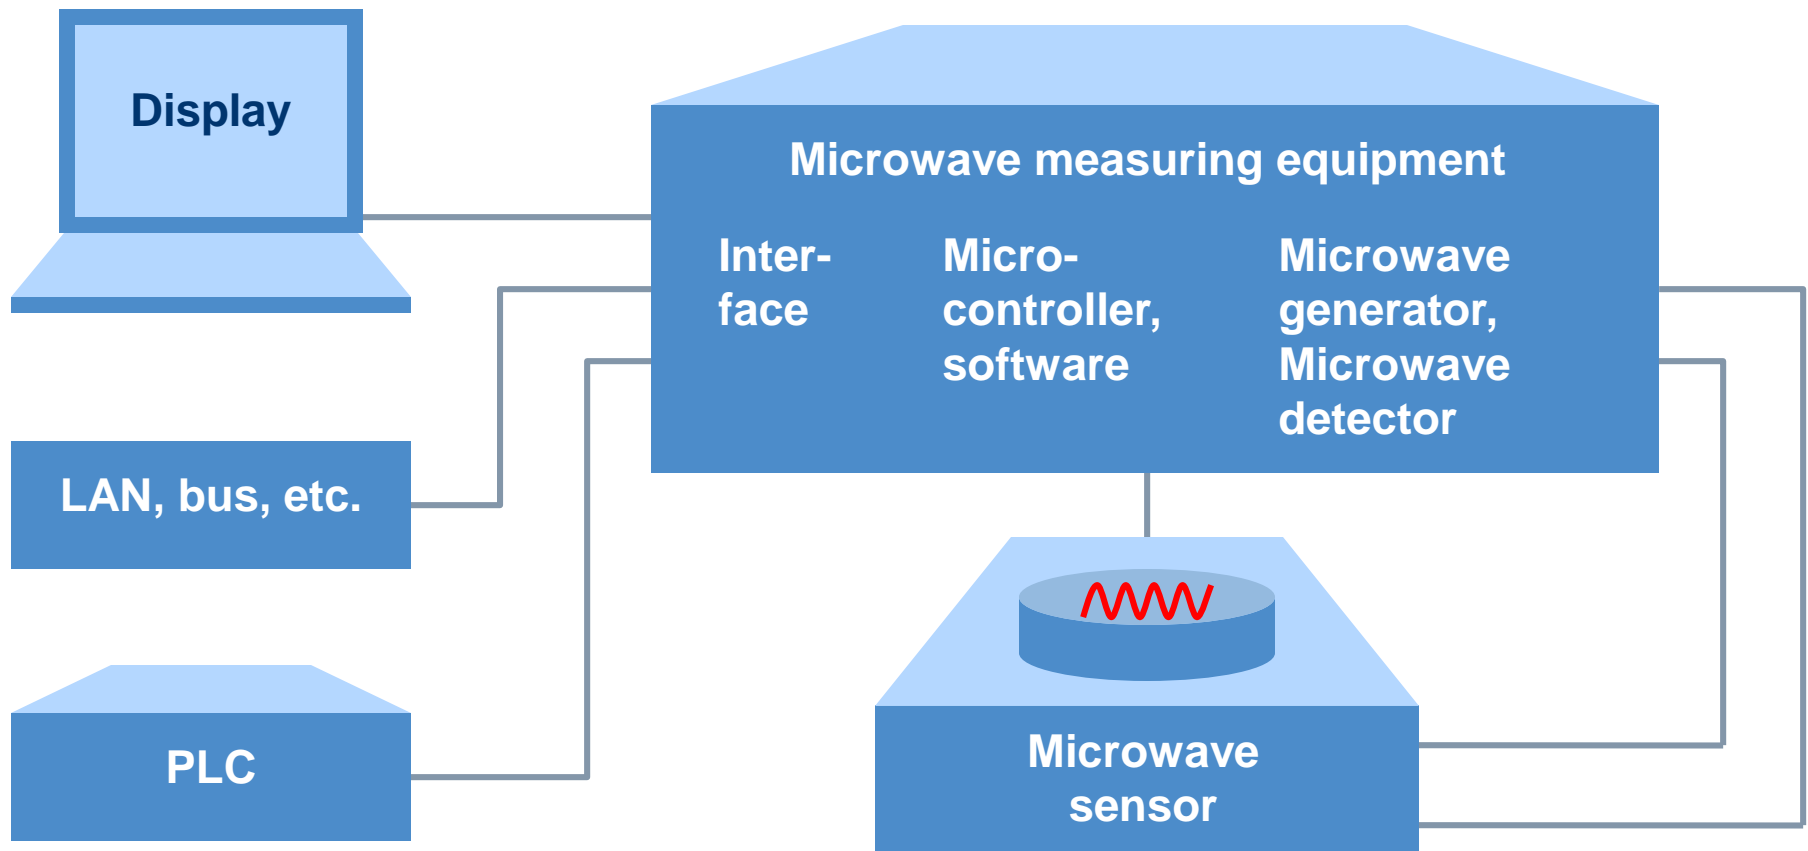 Display
Microwave measuring equipment
Inter-
face
Micro-
controller,
software
Microwave
generator,
Microwave
detector
LAN, bus, etc.
PLC
Microwave
sensor